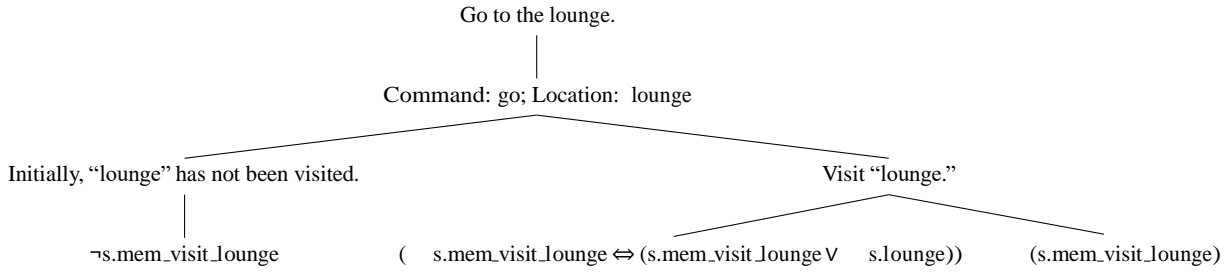 Go to the lounge.
Command: go; Location: lounge
Initially, “lounge” has not been visited. Visit “lounge.”
¬s.mem_visit_lounge ( s.mem_visit_lounge ⇔ (s.mem_visit_lounge ∨ s.lounge)) (s.mem_visit_lounge)